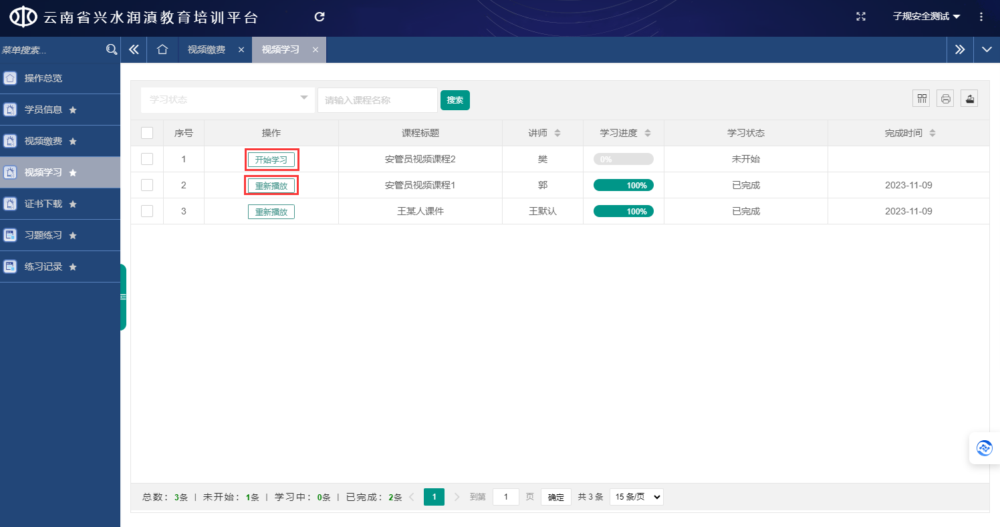 云南省兴水润滇教育培训平台
子规安全测试
菜单搜索...
视频缴费
视频学习
操作总览
学员信息
视频缴费
视频学习
证书下载
习题练习
练习记录
学习状态
请输入课程名称
搜索
序号 操作 课程标题 讲师 学习进度 学习状态 完成时间
1 开始学习 安管员视频课程2 樊 0% 未开始
2 重新播放 安管员视频课程1 郭 100% 已完成 2023-11-09
3 重新播放 王某人课件 王默认 100% 已完成 2023-11-09
总数：3条 | 未开始：1条 | 学习中：0条 | 已完成：2条 1 到第 1 页 确定 共 3 条 15 条/页